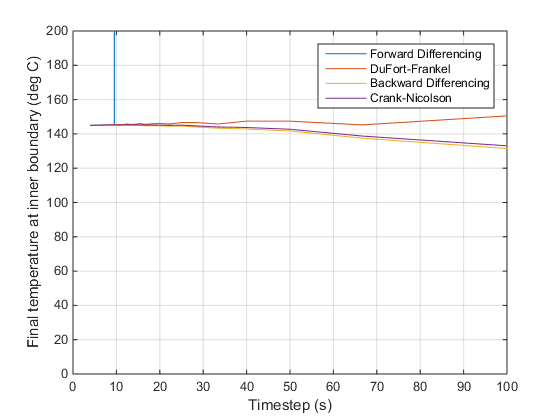 200
180
160
140
120
100
80
60
40
20
0
0 10 20 30 40 50 60 70 80 90 100
Final temperature at inner boundary (deg C)
Timestep (s)
Forward Differencing
DuFort-Frankel
Backward Differencing
Crank-Nicolson